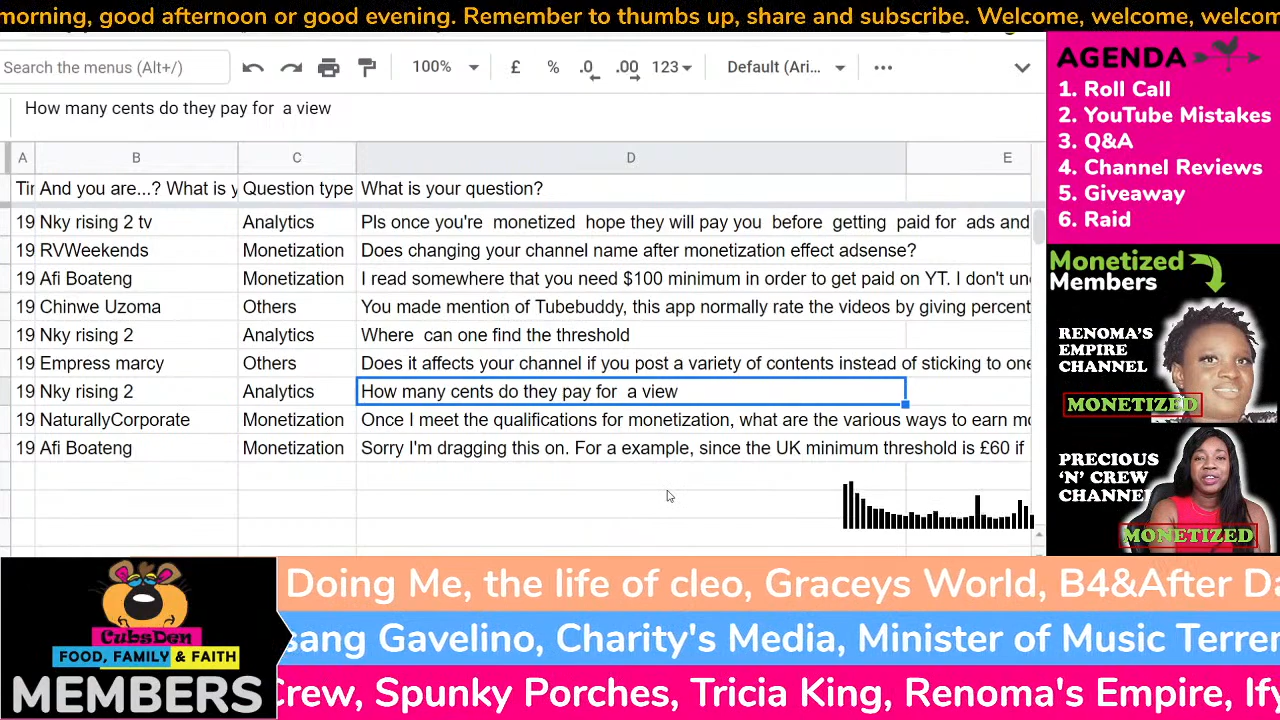 morning, good afternoon or good evening. Remember to thumbs up, share and subscribe. Welcome, welcome, welcom
Search the menus (Alt+/)
100%
£
%
.0
.00
123
Default (Ari...
How many cents do they pay for  a view
A
B
C
D
E
And you are...? What is y
Question type
What is your question?
19
Nky rising 2 tv
Analytics
Pls once you're  monetized  hope they will pay you  before  getting  paid for  ads and
19
RVWeekends
Monetization
Does changing your channel name after monetization effect adsense?
19
Afi Boateng
Monetization
I read somewhere that you need $100 minimum in order to get paid on YT. I don't un
19
Chinwe Uzoma
Others
You made mention of Tubebuddy, this app normally rate the videos by giving percent
19
Nky rising 2
Analytics
Where  can one find the threshold
19
Empress marcy
Others
Does it affects your channel if you post a variety of contents instead of sticking to one
19
Nky rising 2
Analytics
How many cents do they pay for  a view
19
NaturallyCorporate
Monetization
Once I meet the qualifications for monetization, what are the various ways to earn mo
19
Afi Boateng
Monetization
Sorry I'm dragging this on. For a example, since the UK minimum threshold is £60 if
AGENDA
1. Roll Call
2. YouTube Mistakes
3. Q&A
4. Channel Reviews
5. Giveaway
6. Raid
Monetized
Members
RENOMA'S
EMPIRE
CHANNEL
MONETIZED
PRECIOUS
'N' CREW
CHANNEL
MONETIZED
CubsDen
FOOD, FAMILY & FAITH
MEMBERS
Doing Me, the life of cleo, Graceys World, B4&After Da
sang Gavelino, Charity's Media, Minister of Music Terren
Crew, Spunky Porches, Tricia King, Renoma's Empire, Ify